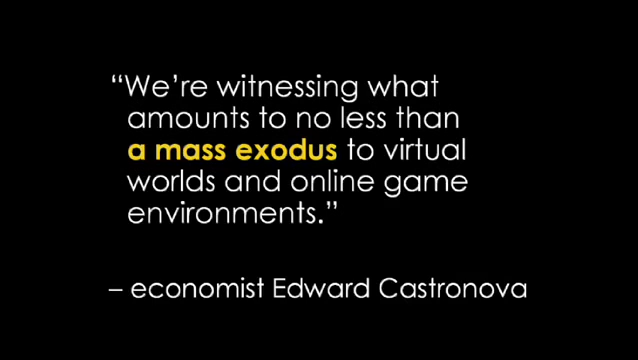 “We’re witnessing what
amounts to no less than
a mass exodus to virtual
worlds and online game
environments.”
– economist Edward Castronova